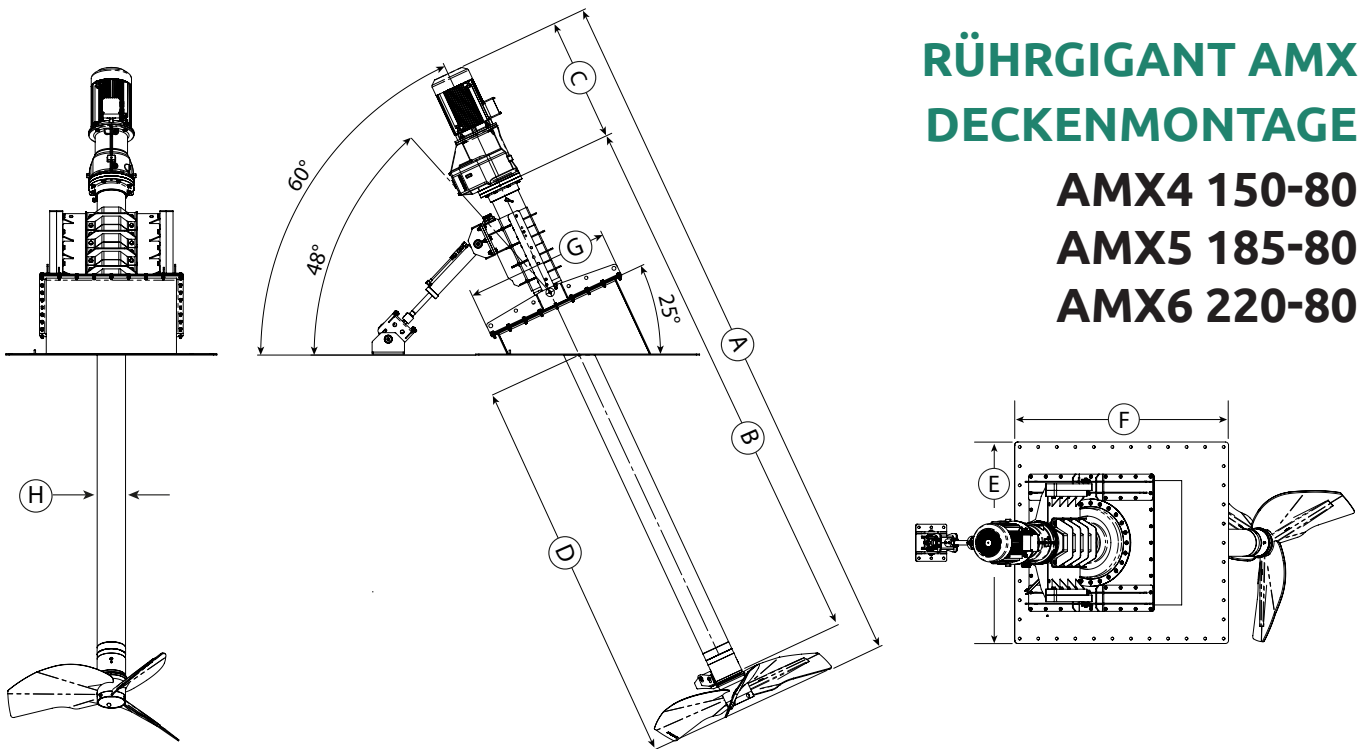 RÜHRGIGANT AMX
DECKENMONTAGE
AMX4 150-80
AMX5 185-80
AMX6 220-80
C
60°
48°
G
25°
A
B
D
H
F
E